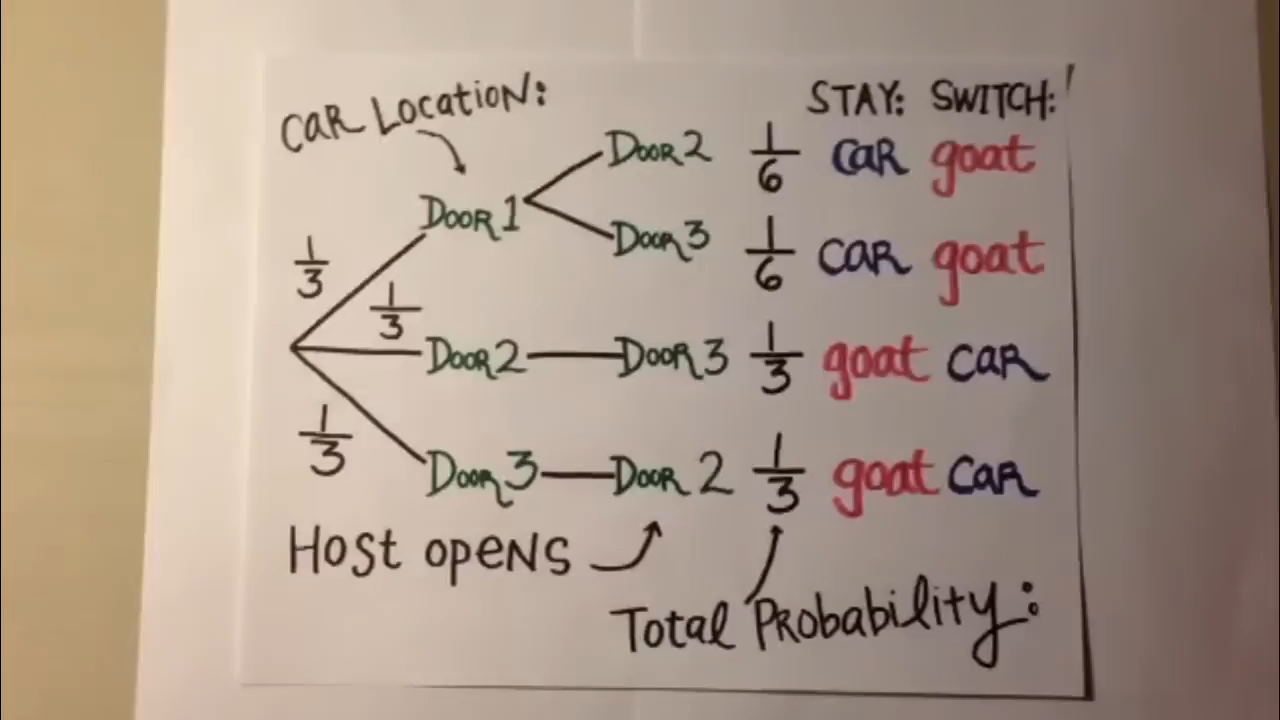 CAR LOCATION:
STAY: SWITCH:
DOOR 1
DOOR 2 1/6 CAR goat
DOOR 3 1/6 CAR goat
1/3
1/3
DOOR 2 DOOR 3 1/3 goat CAR
1/3
DOOR 3 DOOR 2 1/3 goat CAR
HOST OPENS
TOTAL PROBABILITY: